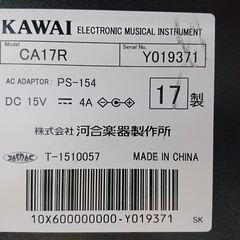 KAWAI ELECTRONIC MUSICAL INSTRUMENT
Model CA17R Serial No. Y019371
AC ADAPTOR: PS-154
DC 15V 4A
17 製
株式会社 河合楽器製作所
JASPAC T-1510057 MADE IN CHINA
10X600000000-Y019371
SK